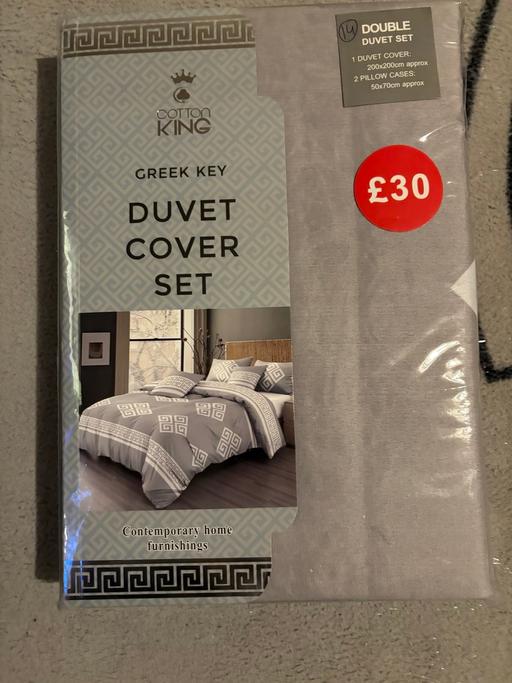 COTTON
KING
GREEK KEY
DUVET
COVER
SET
Contemporary home
furnishings
14 DOUBLE
DUVET SET
1 DUVET COVER:
200x200cm approx
2 PILLOW CASES:
50x70cm approx
£30